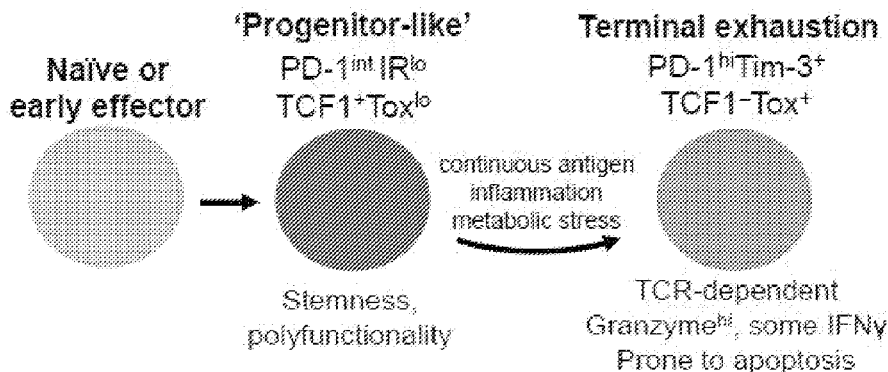 Naïve or
early effector
'Progenitor-like'
PD-1ⁱⁿᵗ IRˡᵒ
TCF1⁺Toxˡᵒ
Stemness,
polyfunctionality
continuous antigen
inflammation
metabolic stress
Terminal exhaustion
PD-1ʰⁱTim-3⁺
TCF1⁻Tox⁺
TCR-dependent
Granzymeʰⁱ, some IFNγ
Prone to apoptosis